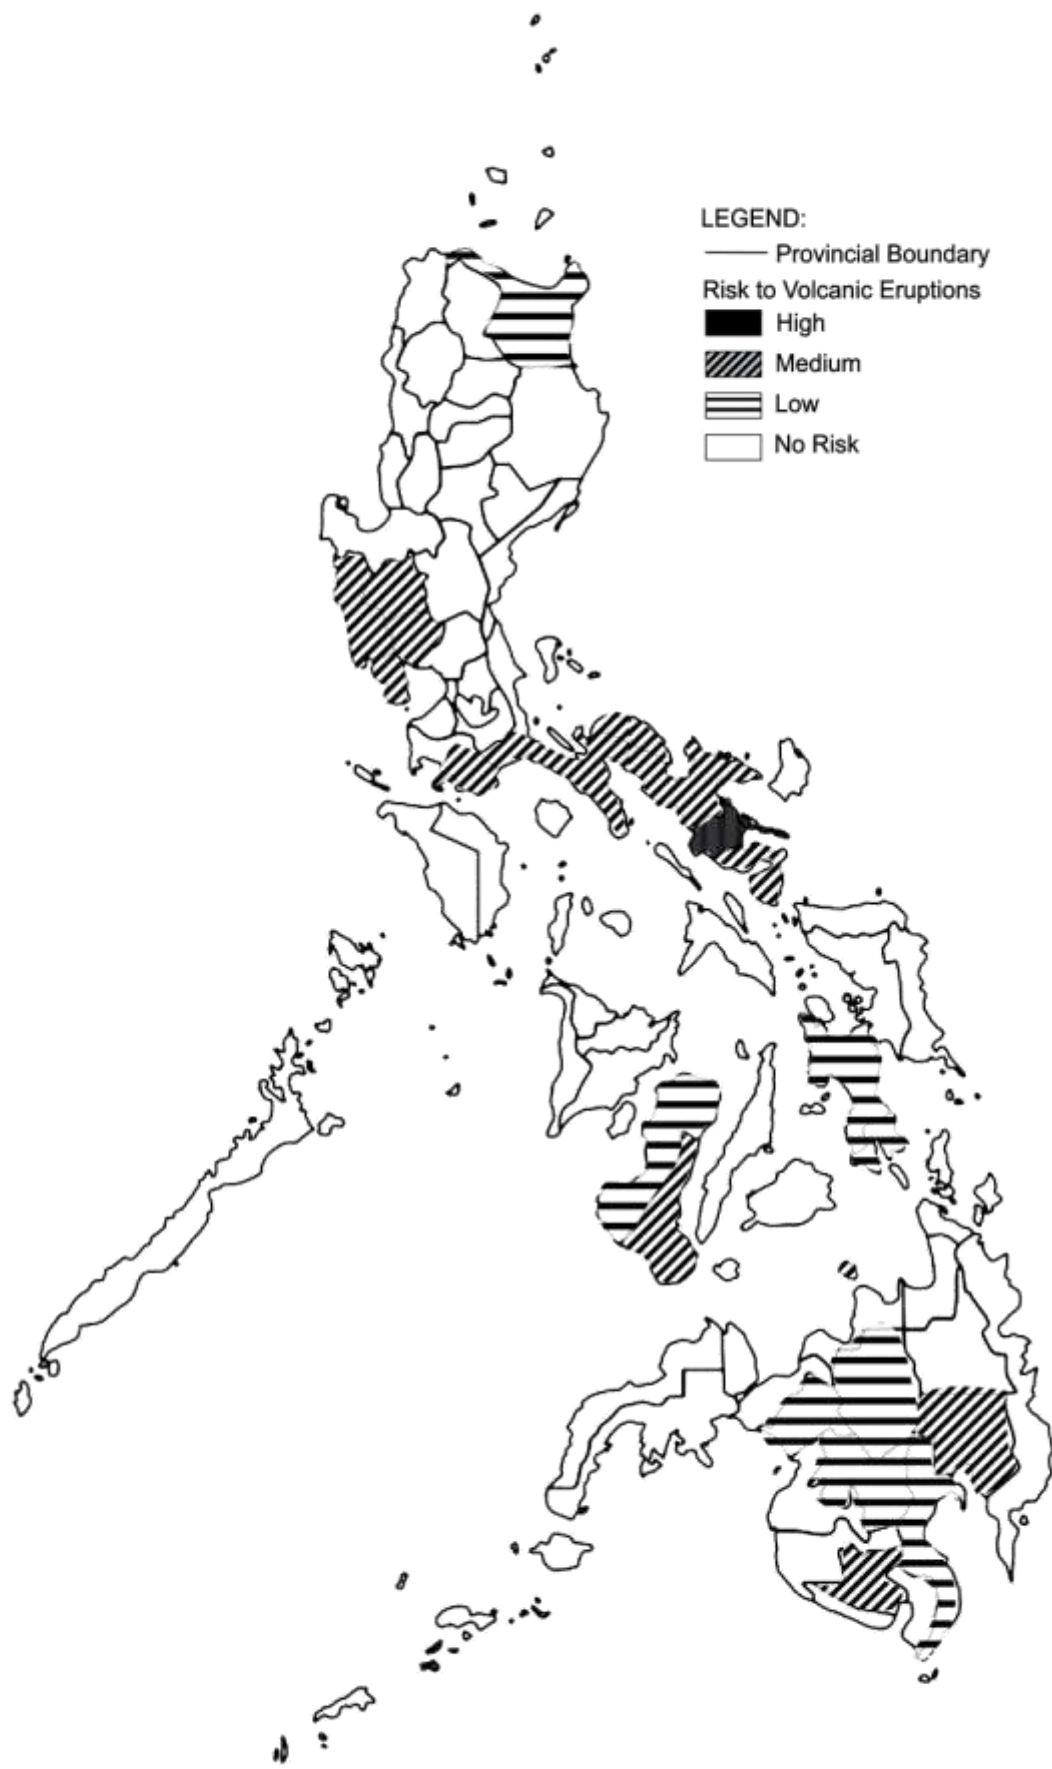 LEGEND:
Provincial Boundary
Risk to Volcanic Eruptions
High
Medium
Low
No Risk